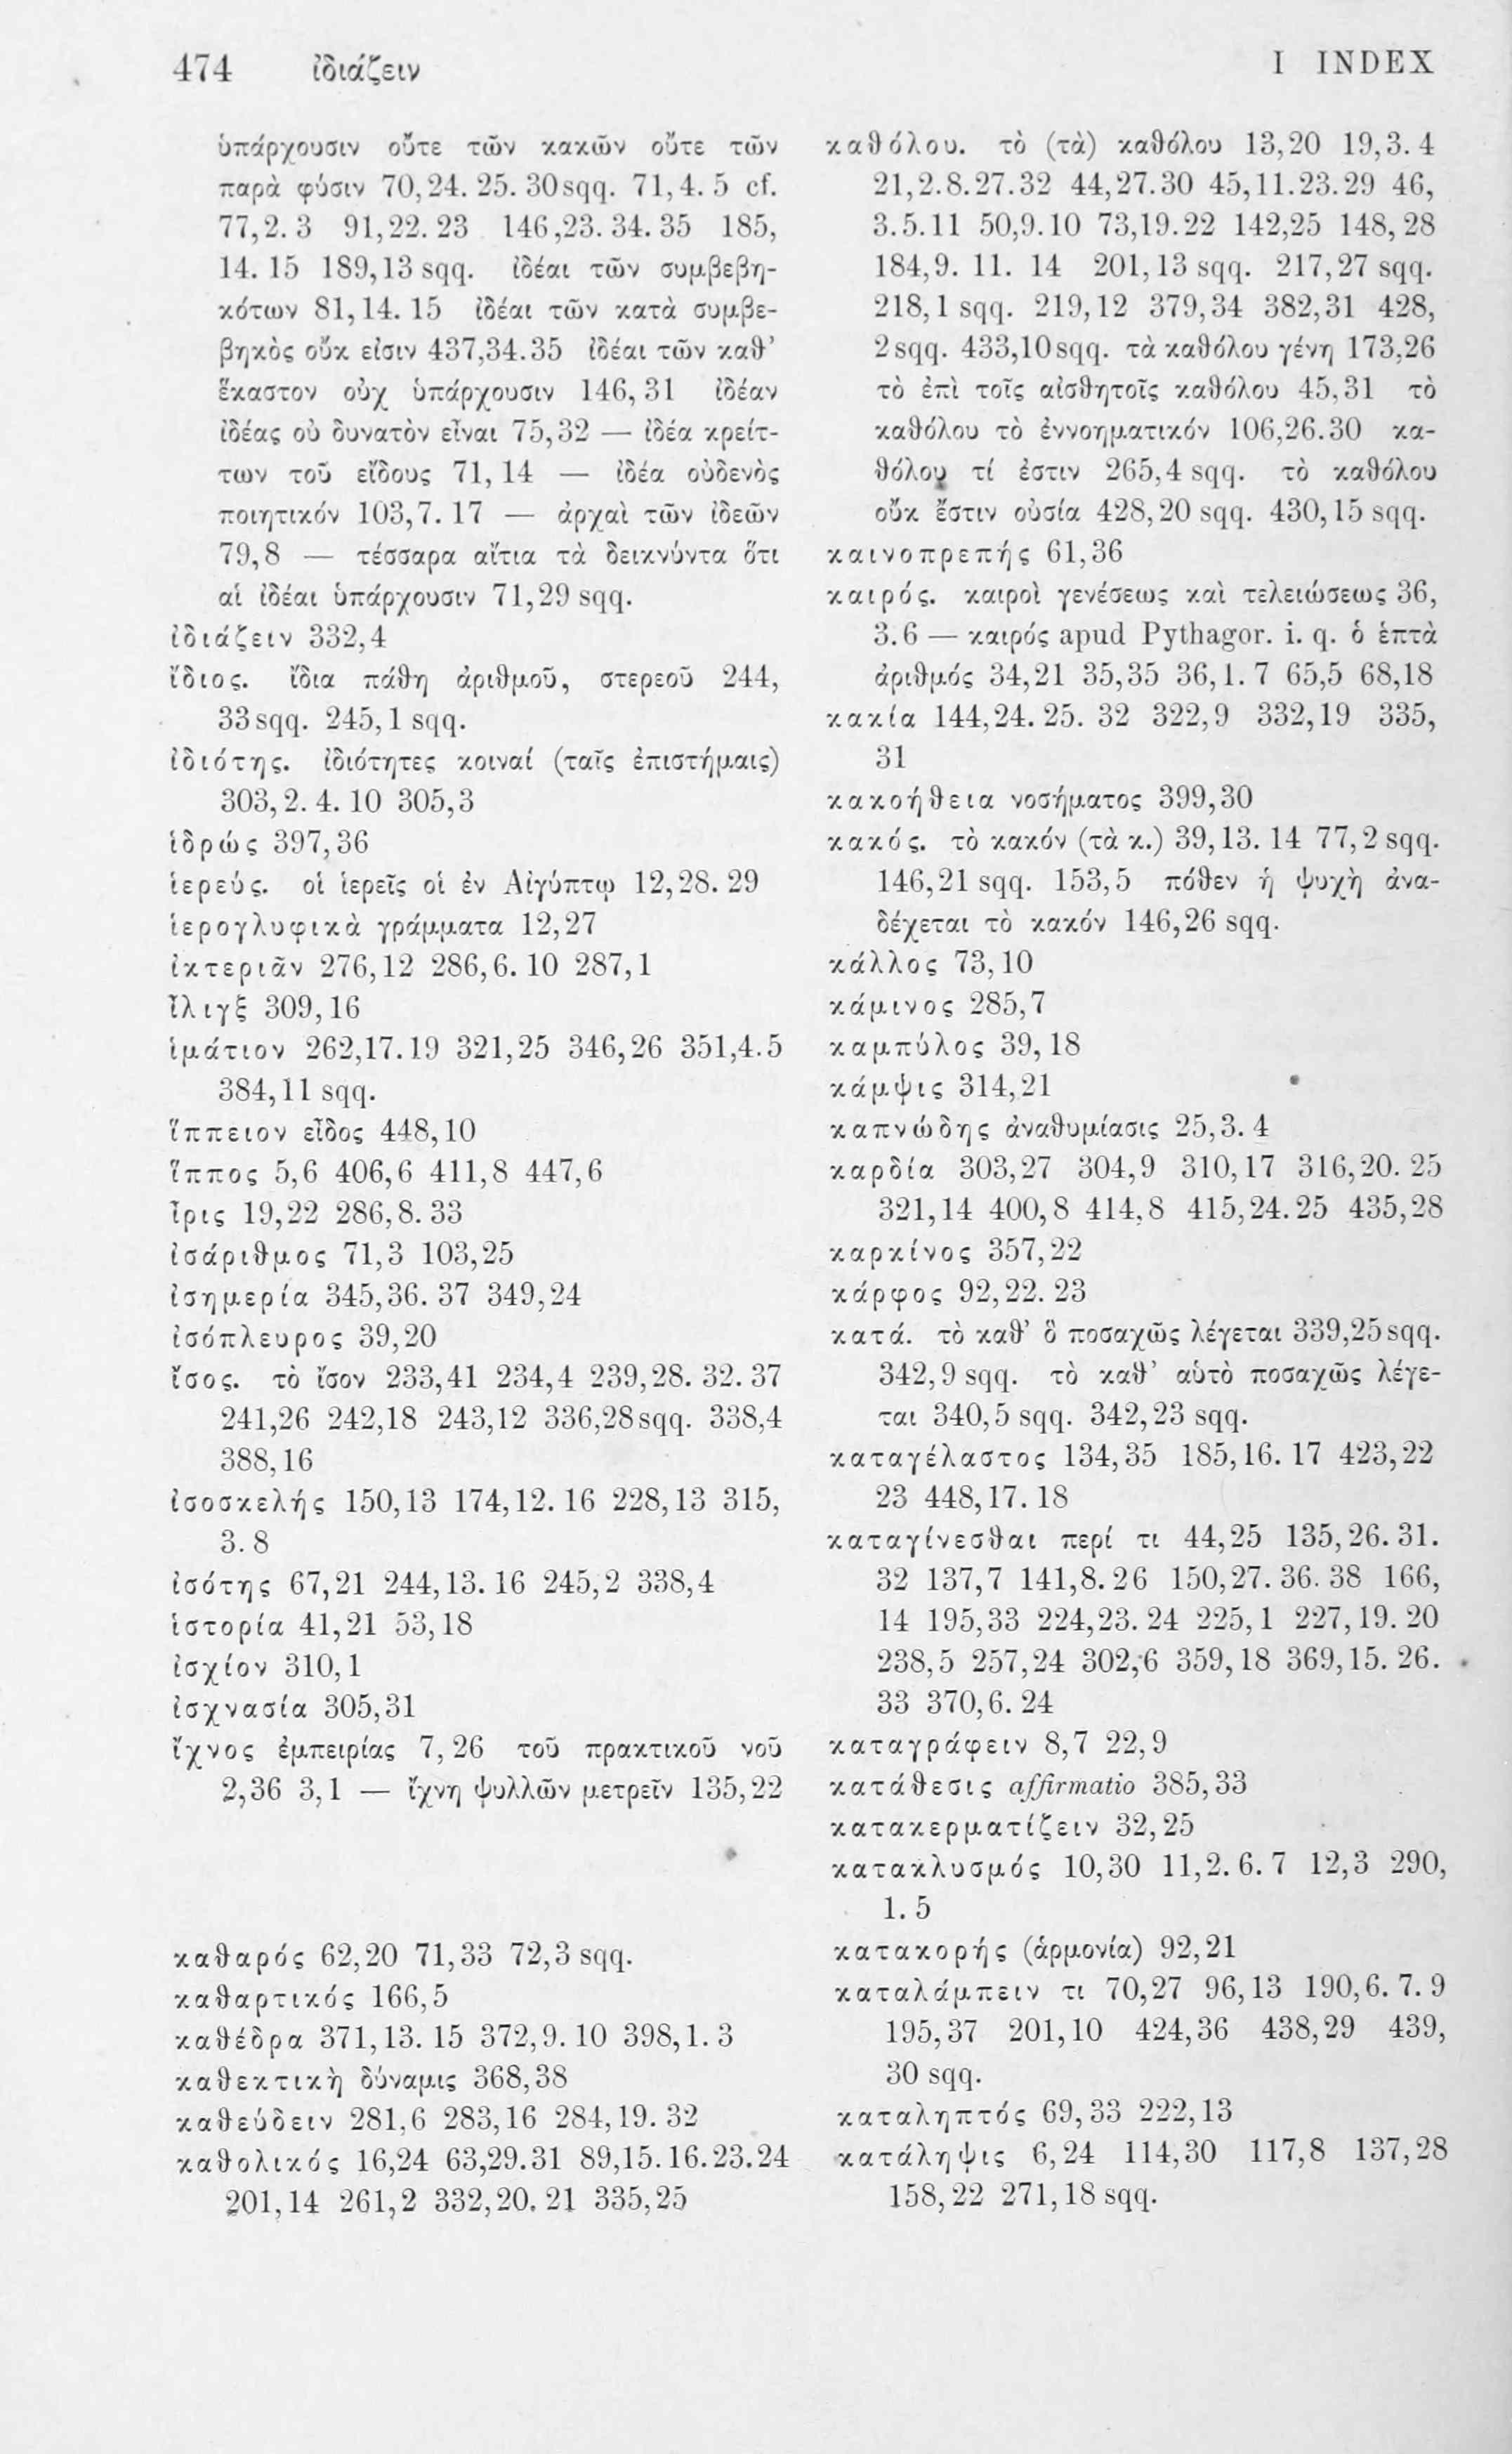 474 ἰδιάζειν
I INDEX
ὑπάρχουσιν οὔτε τῶν κακῶν οὔτε τῶν
παρὰ φύσιν 70,24. 25. 30sqq. 71,4. 5 cf.
77,2. 3 91,22. 23 146,23. 34. 35 185,
14. 15 189,13 sqq. ἰδέαι τῶν συμβεβη-
κότων 81,14. 15 ἰδέαι τῶν κατὰ συμβε-
βηκὸς οὔκ εἰσιν 437,34.35 ἰδέαι τῶν καθ’
ἕκαστον οὐχ ὑπάρχουσιν 146, 31 ἰδέαν
ἰδέας οὐ δυνατὸν εἶναι 75,32 — ἰδέα κρείτ-
των τοῦ εἴδους 71, 14 — ἰδέα οὐδενὸς
ποιητικόν 103,7. 17 — ἀρχαὶ τῶν ἰδεῶν
79,8 — τέσσαρα αἴτια τὰ δεικνύντα ὅτι
αἱ ἰδέαι ὑπάρχουσιν 71,29 sqq.
ἰδιάζειν 332,4
ἴδιος. ἴδια πάθη ἀριθμοῦ, στερεοῦ 244,
33sqq. 245,1 sqq.
ἰδιότης. ἰδιότητες κοιναί (ταῖς ἐπιστήμαις)
303,2. 4. 10 305,3
ἱδρώς 397,36
ἱερεύς. οἱ ἱερεῖς οἱ ἐν Αἰγύπτῳ 12,28. 29
ἱερογλυφικὰ γράμματα 12,27
ἰκτεριᾶν 276,12 286,6. 10 287,1
ἶλιγξ 309,16
ἱμάτιον 262,17.19 321,25 346,26 351,4.5
384,11 sqq.
ἵππειον εἶδος 448,10
ἵππος 5,6 406,6 411,8 447,6
ἶρις 19,22 286,8. 33
ἰσάριθμος 71,3 103,25
ἰσημερία 345,36. 37 349,24
ἰσόπλευρος 39,20
ἴσος. τὸ ἴσον 233,41 234,4 239,28. 32. 37
241,26 242,18 243,12 336,28sqq. 338,4
388,16
ἰσοσκελής 150,13 174,12. 16 228,13 315,
3. 8
ἰσότης 67,21 244,13. 16 245,2 338,4
ἱστορία 41,21 53,18
ἰσχίον 310,1
ἰσχνασία 305,31
ἴχνος ἐμπειρίας 7,26 τοῦ πρακτικοῦ νοῦ
2,36 3,1 — ἴχνη ψυλλῶν μετρεῖν 135,22
καθαρός 62,20 71,33 72,3 sqq.
καθαρτικός 166,5
καθέδρα 371,13. 15 372,9. 10 398,1. 3
καθεκτικὴ δύναμις 368,38
καθεύδειν 281,6 283,16 284,19. 32
καθολικός 16,24 63,29.31 89,15.16.23.24
201,14 261,2 332,20. 21 335,25
καθόλου. τὸ (τὰ) καθόλου 13,20 19,3. 4
21,2.8.27.32 44,27.30 45,11.23.29 46,
3.5.11 50,9.10 73,19.22 142,25 148,28
184,9. 11. 14 201,13 sqq. 217,27 sqq.
218,1 sqq. 219,12 379,34 382,31 428,
2sqq. 433,10sqq. τὰ καθόλου γένη 173,26
τὸ ἐπὶ τοῖς αἰσθητοῖς καθόλου 45,31 τὸ
καθόλου τὸ ἐννοηματικόν 106,26.30 κα-
θόλου τί ἐστιν 265,4 sqq. τὸ καθόλου
οὔκ ἔστιν οὐσία 428,20 sqq. 430,15 sqq.
καινοπρεπής 61,36
καιρός. καιροὶ γενέσεως καὶ τελειώσεως 36,
3. 6 — καιρός apud Pythagor. i. q. ὁ ἑπτὰ
ἀριθμός 34,21 35,35 36,1. 7 65,5 68,18
κακία 144,24. 25. 32 322,9 332,19 335,
31
κακοήθεια νοσήματος 399,30
κακός. τὸ κακόν (τὰ κ.) 39,13. 14 77,2 sqq.
146,21 sqq. 153,5 πόθεν ἡ ψυχὴ ἀνα-
δέχεται τὸ κακόν 146,26 sqq.
κάλλος 73,10
κάμινος 285,7
καμπύλος 39,18
κάμψις 314,21
καπνώδης ἀναθυμίασις 25,3. 4
καρδία 303,27 304,9 310,17 316,20. 25
321,14 400,8 414,8 415,24.25 435,28
καρκίνος 357,22
κάρφος 92,22. 23
κατά. τὸ καθ’ ὃ ποσαχῶς λέγεται 339,25sqq.
342,9 sqq. τὸ καθ’ αὑτὸ ποσαχῶς λέγε-
ται 340,5 sqq. 342,23 sqq.
καταγέλαστος 134,35 185,16. 17 423,22
23 448,17. 18
καταγίνεσθαι περί τι 44,25 135,26. 31.
32 137,7 141,8.26 150,27. 36. 38 166,
14 195,33 224,23. 24 225,1 227,19. 20
238,5 257,24 302,6 359,18 369,15. 26.
33 370,6. 24
καταγράφειν 8,7 22,9
κατάθεσις affirmatio 385,33
κατακερματίζειν 32,25
κατακλυσμός 10,30 11,2. 6. 7 12,3 290,
1. 5
κατακορής (ἁρμονία) 92,21
καταλάμπειν τι 70,27 96,13 190,6. 7. 9
195,37 201,10 424,36 438,29 439,
30 sqq.
καταληπτός 69,33 222,13
κατάληψις 6,24 114,30 117,8 137,28
158,22 271,18 sqq.